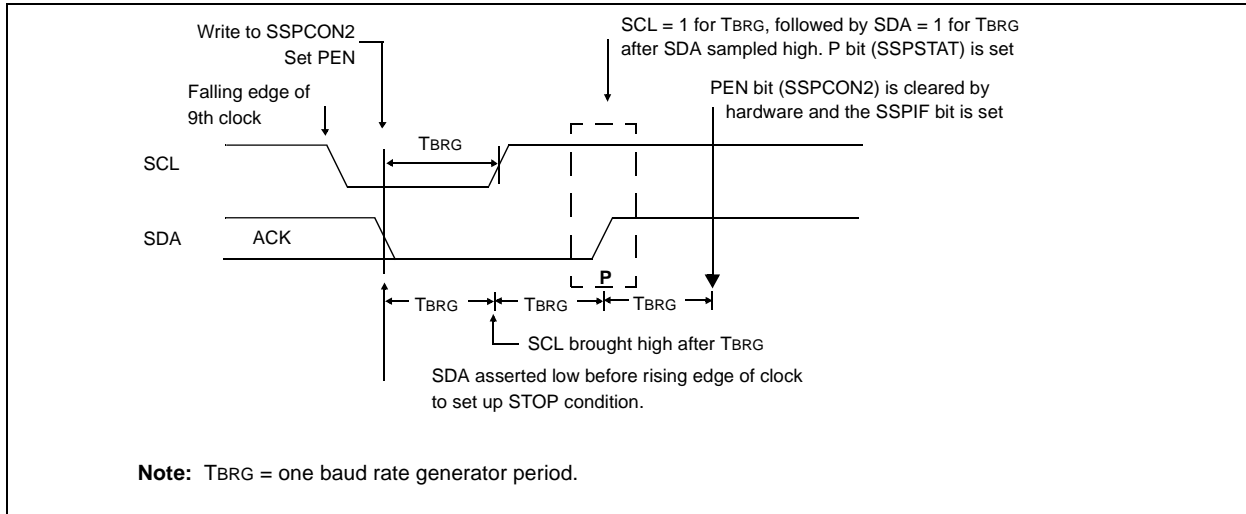 Write to SSPCON2
Set PEN
SCL = 1 for TBRG, followed by SDA = 1 for TBRG
after SDA sampled high. P bit (SSPSTAT) is set
Falling edge of
9th clock
PEN bit (SSPCON2) is cleared by
hardware and the SSPIF bit is set
TBRG
SCL
SDA
ACK
P
TBRG
TBRG
TBRG
SCL brought high after TBRG
SDA asserted low before rising edge of clock
to set up STOP condition.
Note: TBRG = one baud rate generator period.